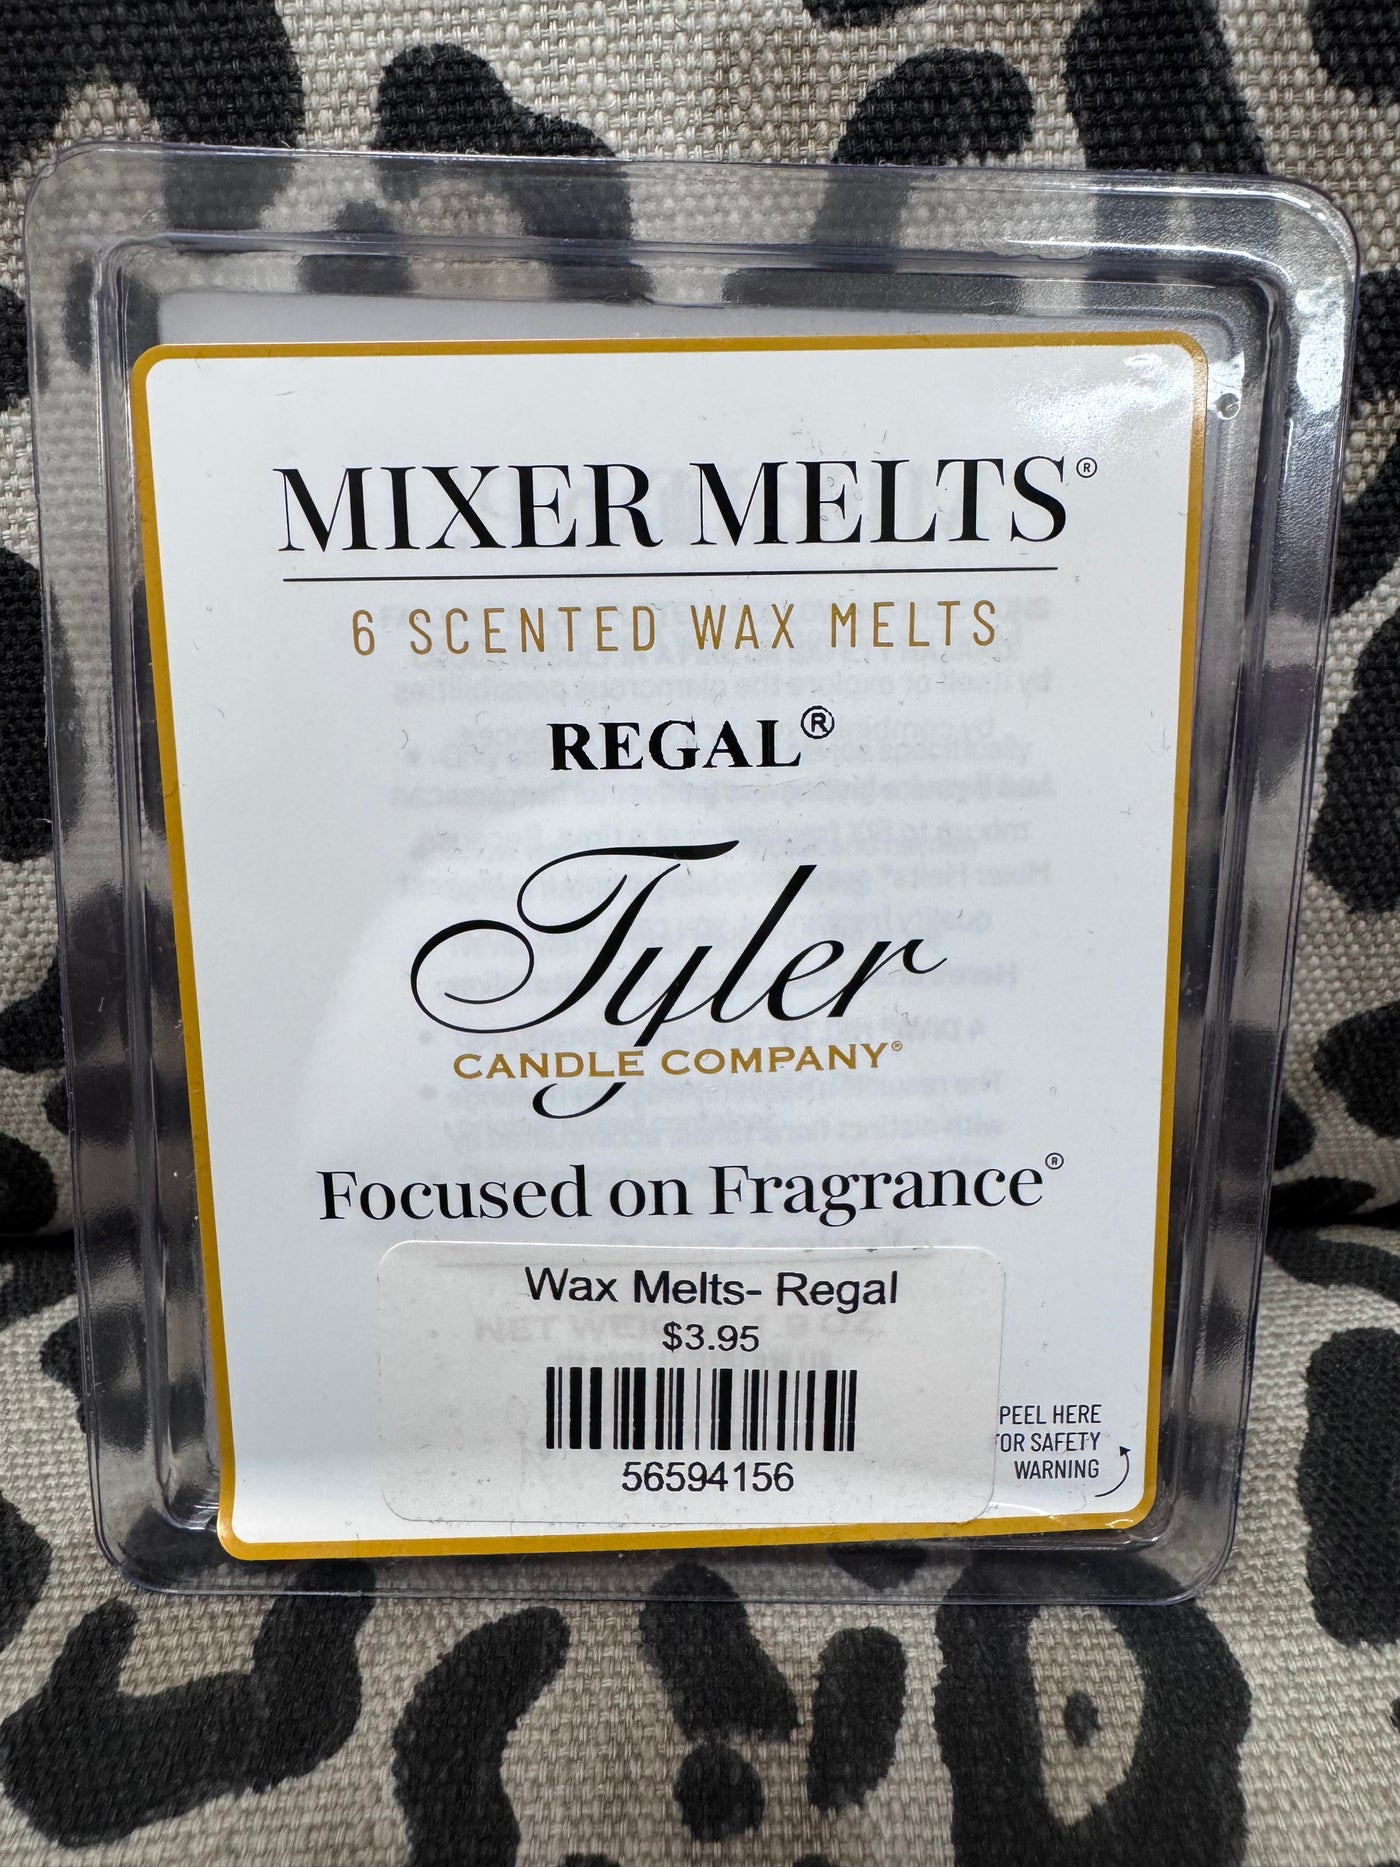 MIXER MELTS®
6 SCENTED WAX MELTS
REGAL®
Tyler
CANDLE COMPANY®
Focused on Fragrance®
Wax Melts- Regal
$3.95
56594156
PEEL HERE
FOR SAFETY
WARNING